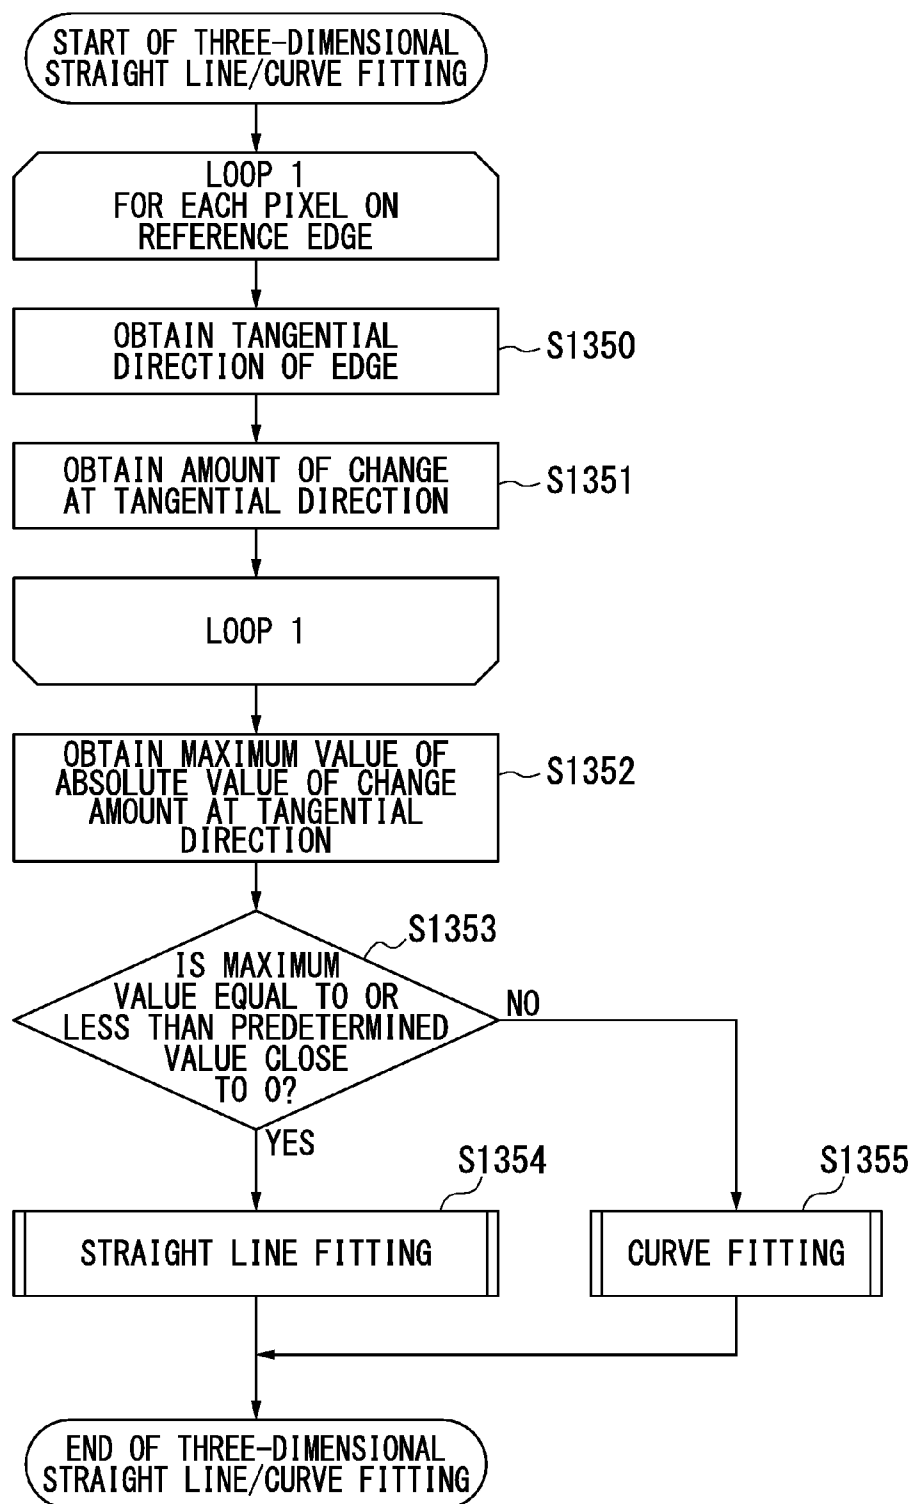 START OF THREE-DIMENSIONAL
STRAIGHT LINE/CURVE FITTING
LOOP 1
FOR EACH PIXEL ON
REFERENCE EDGE
OBTAIN TANGENTIAL
DIRECTION OF EDGE
S1350
OBTAIN AMOUNT OF CHANGE
AT TANGENTIAL DIRECTION
S1351
LOOP 1
OBTAIN MAXIMUM VALUE OF
ABSOLUTE VALUE OF CHANGE
AMOUNT AT TANGENTIAL
DIRECTION
S1352
S1353
IS MAXIMUM
VALUE EQUAL TO OR
LESS THAN PREDETERMINED
VALUE CLOSE
TO 0?
NO
YES
S1354
STRAIGHT LINE FITTING
S1355
CURVE FITTING
END OF THREE-DIMENSIONAL
STRAIGHT LINE/CURVE FITTING